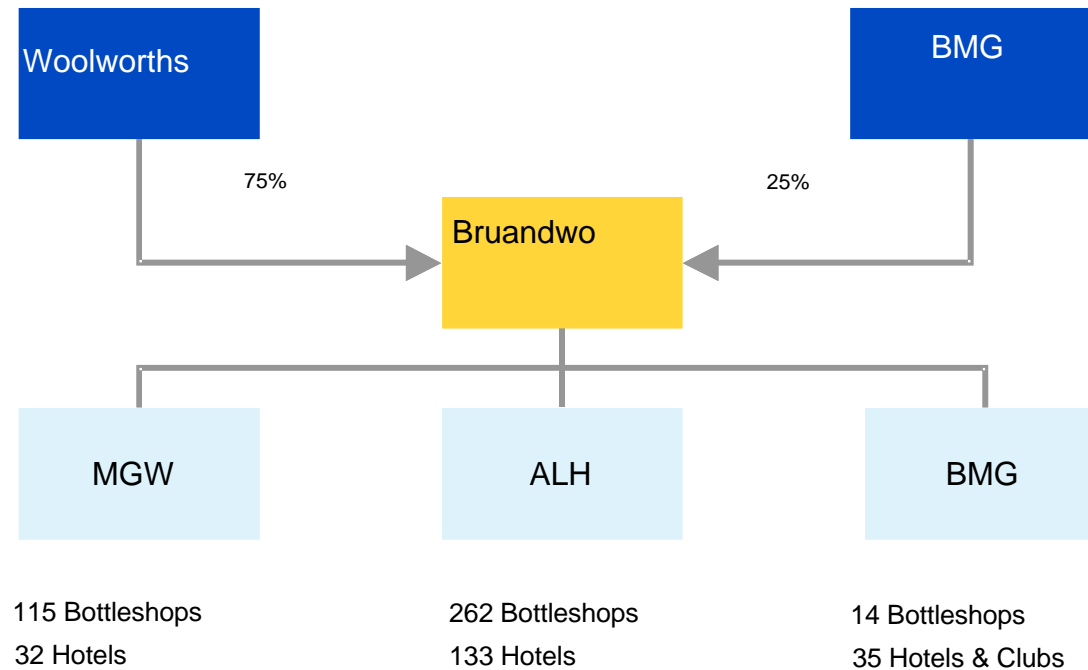 Woolworths
BMG
75%
25%
Bruandwo
MGW
ALH
BMG
115 Bottleshops
32 Hotels
262 Bottleshops
133 Hotels
14 Bottleshops
35 Hotels & Clubs